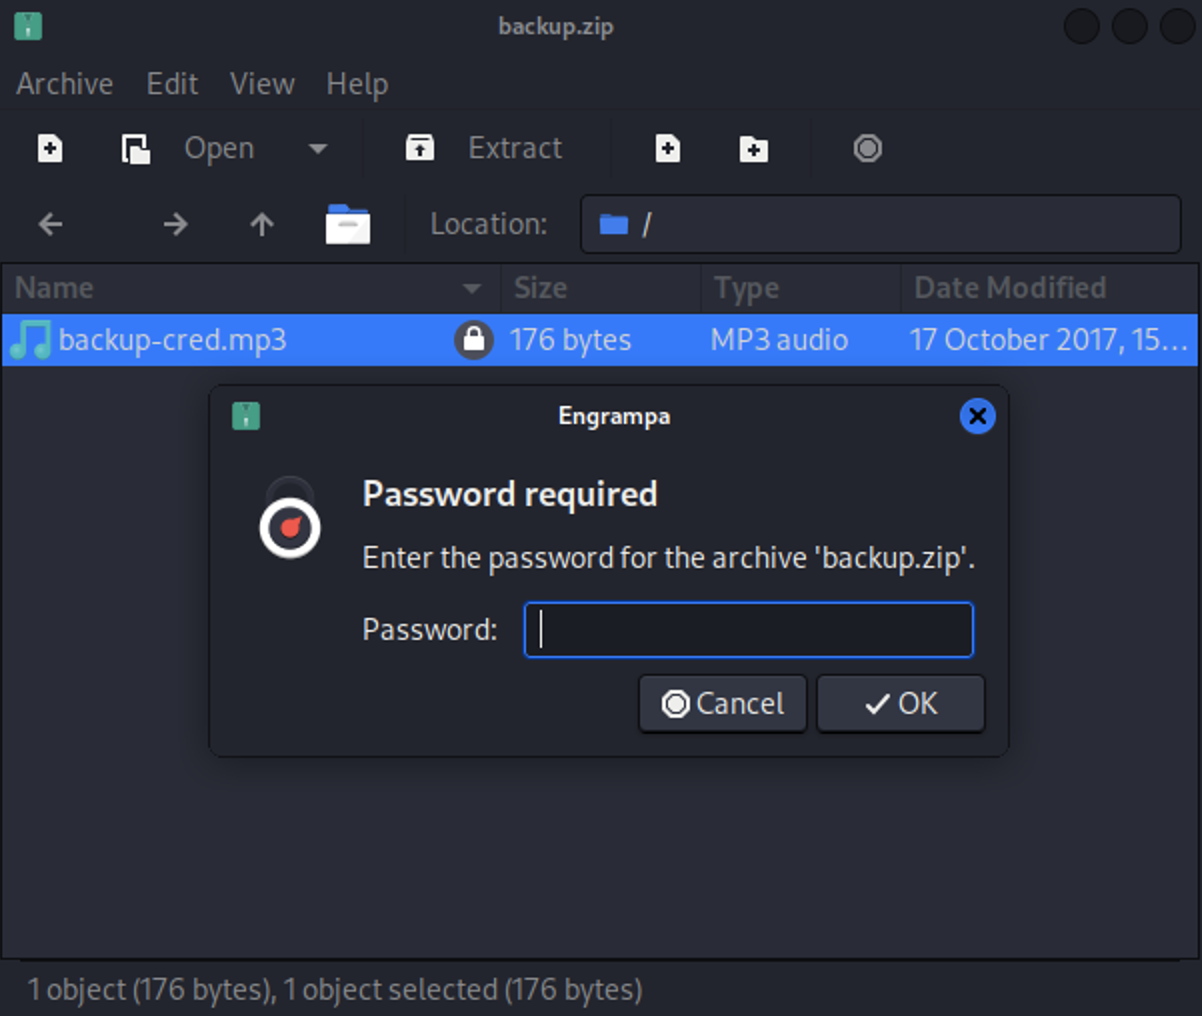 backup.zip
Archive Edit View Help
Open Extract
Location: /
Name Size Type Date Modified
backup-cred.mp3 176 bytes MP3 audio 17 October 2017, 15...
Engrampa
Password required
Enter the password for the archive 'backup.zip'.
Password:
Cancel OK
1 object (176 bytes), 1 object selected (176 bytes)